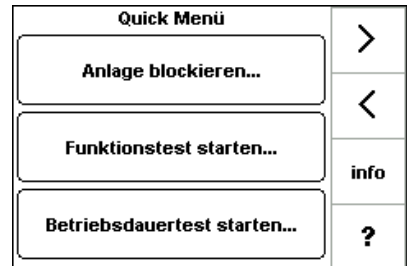 Quick Menü
Anlage blockieren...
Funktionstest starten...
Betriebsdauertest starten...
>
<
info
?